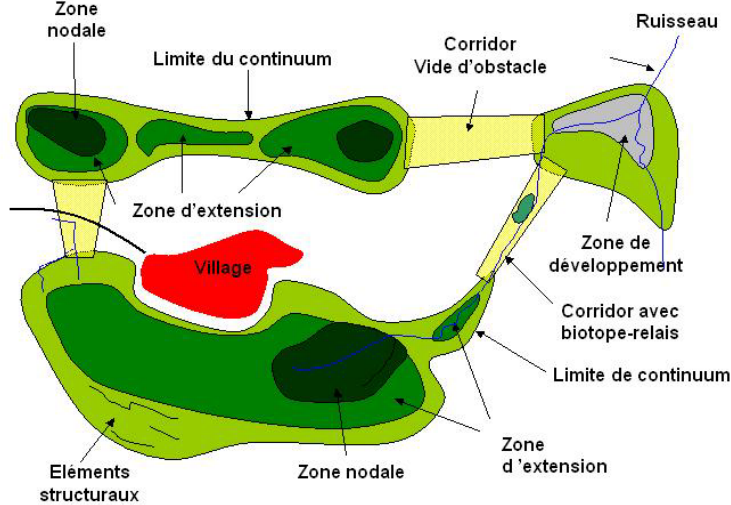 Zone
nodale
Ruisseau
Limite du continuum
Corridor
Vide d'obstacle
Zone d'extension
Zone de
développement
Village
Corridor avec
biotope-relais
Limite de continuum
Zone
d 'extension
Zone nodale
Eléments
structuraux